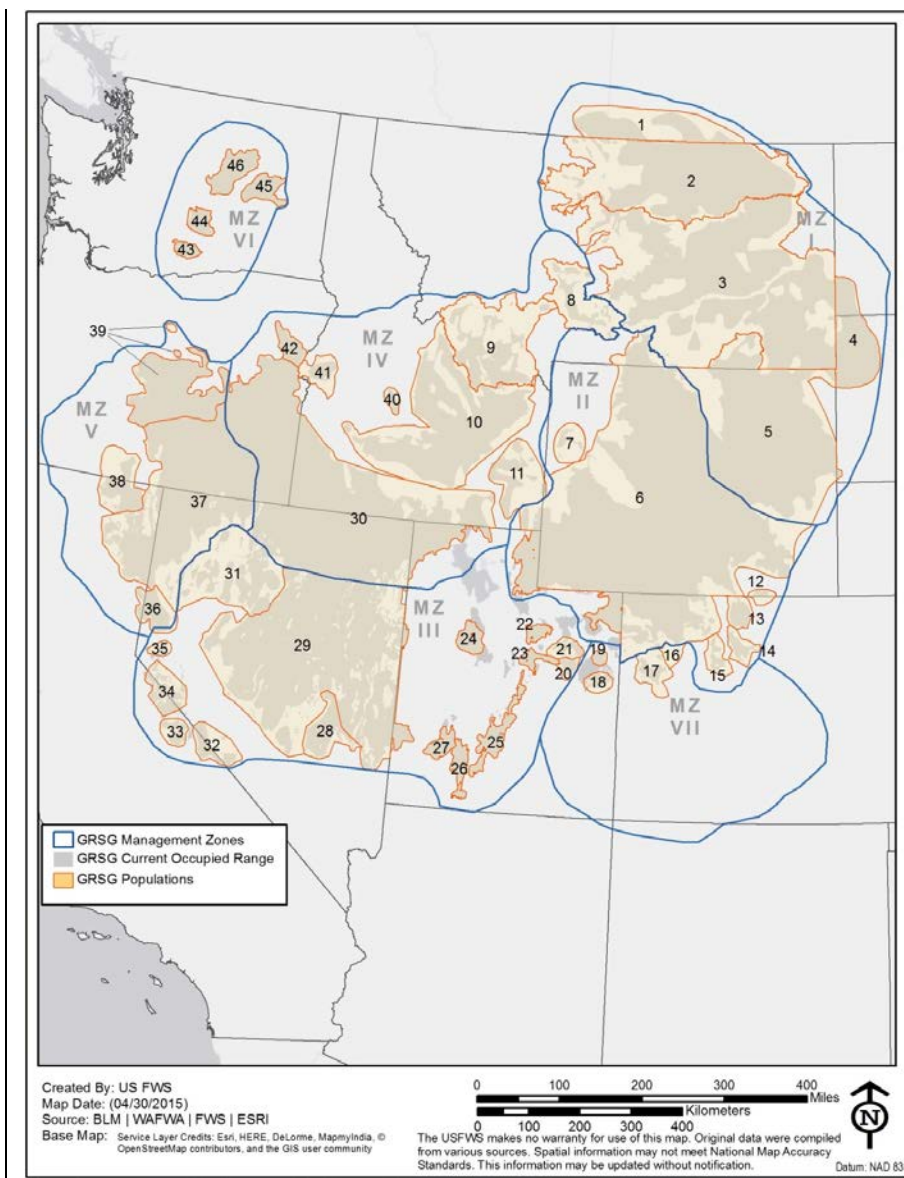 1
2
46
45
MZ
VI
44
43
MZ
I
3
8
39
4
42
9
MZ
IV
41
MZ
II
40
10
MZ
V
5
7
11
38
6
37
30
31
12
MZ
III
13
36
22
24
21
19
35
23
16
14
29
20
17
15
18
34
MZ
VII
33
32
28
27
25
26
GRSG Management Zones
GRSG Current Occupied Range
GRSG Populations
Created By: US FWS
Map Date: (04/30/2015)
Source: BLM | WAFWA | FWS | ESRI
Base Map: Service Layer Credits: Esri, HERE, DeLorme, MapmyIndia, ©
OpenStreetMap contributors, and the GIS user community
0 100 200 300 400
Miles
Kilometers
0 100 200 300 400
The USFWS makes no warranty for use of this map. Original data were compiled
from various sources. Spatial information may not meet National Map Accuracy
Standards. This information may be updated without notification.
N
Datum: NAD 83